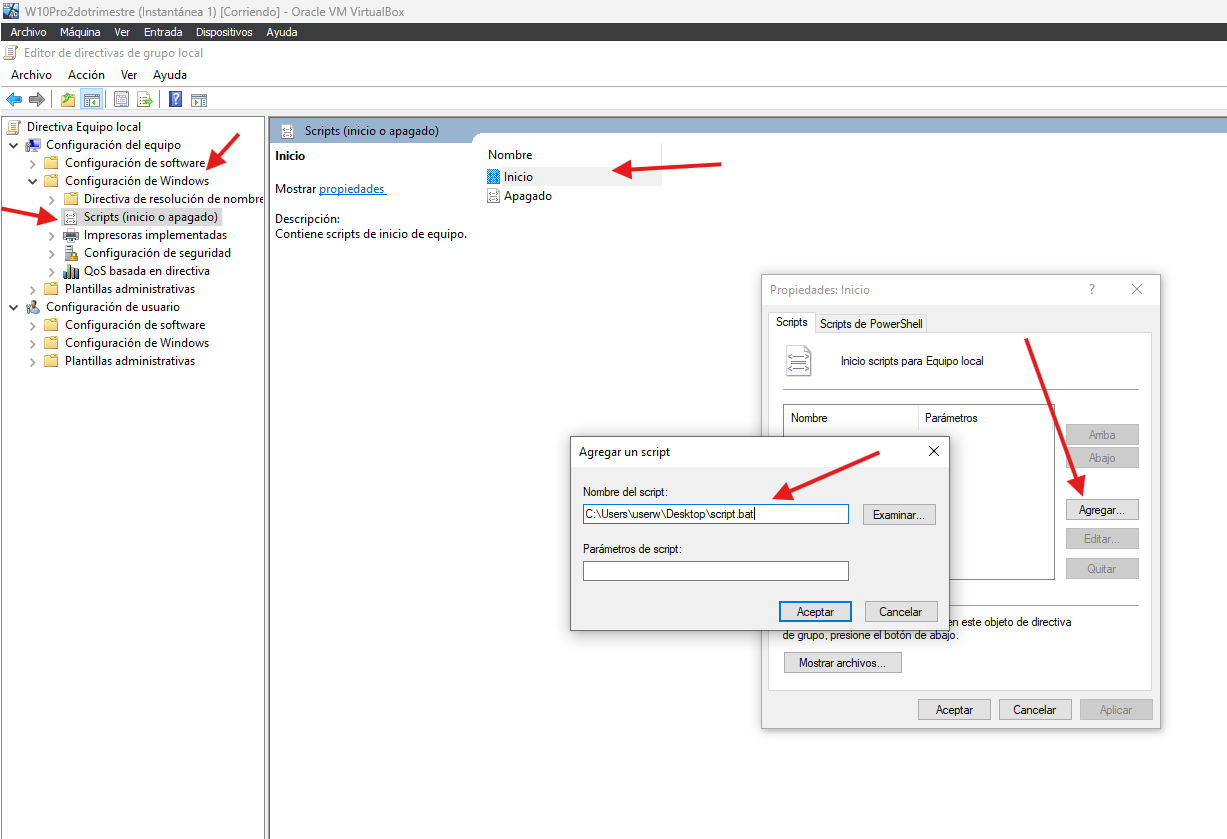 W10Pro2dotrimestre (Instantánea 1) [Corriendo] - Oracle VM VirtualBox
Archivo Máquina Ver Entrada Dispositivos Ayuda
Editor de directivas de grupo local
Archivo Acción Ver Ayuda
Directiva Equipo local
Configuración del equipo
Configuración de software
Configuración de Windows
Directiva de resolución de nombre
Scripts (inicio o apagado)
Impresoras implementadas
Configuración de seguridad
QoS basada en directiva
Plantillas administrativas
Configuración de usuario
Configuración de software
Configuración de Windows
Plantillas administrativas
Scripts (inicio o apagado)
Inicio
Mostrar propiedades
Descripción:
Contiene scripts de inicio de equipo.
Nombre
Inicio
Apagado
Propiedades: Inicio
?
Scripts Scripts de PowerShell
Inicio scripts para Equipo local
Nombre Parámetros
Arriba
Abajo
Agregar...
Editar...
Quitar
en este objeto de directiva
de grupo, presione el botón de abajo.
Mostrar archivos...
Aceptar Cancelar Aplicar
Agregar un script
Nombre del script:
C:\Users\userw\Desktop\script.bat
Examinar...
Parámetros de script:
Aceptar Cancelar